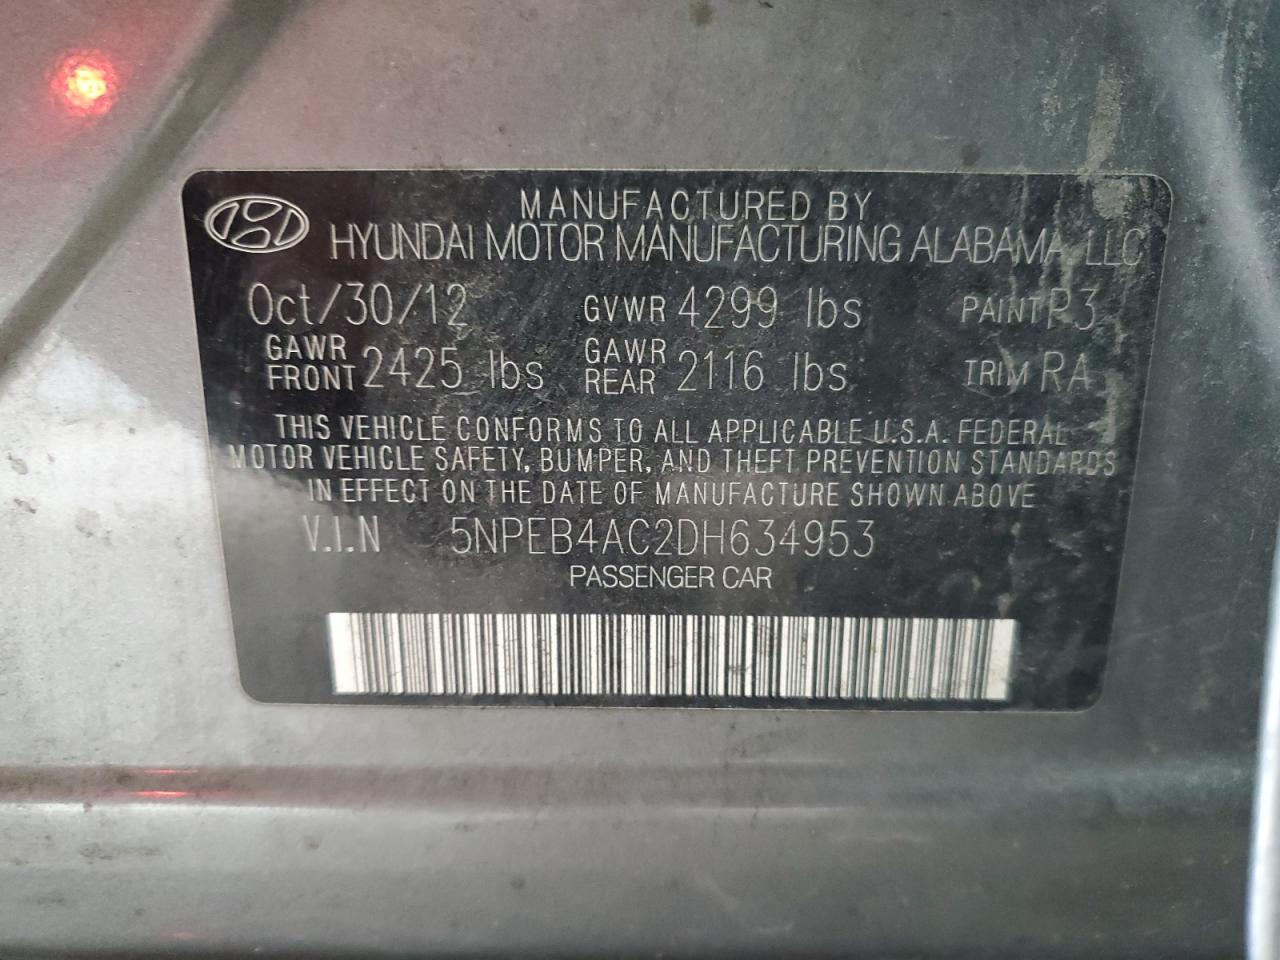 MANUFACTURED BY
HYUNDAI MOTOR MANUFACTURING ALABAMA, LLC
Oct/30/12 GVWR 4299 lbs PAINT P3
GAWR FRONT 2425 lbs GAWR REAR 2116 lbs TRIM RA
THIS VEHICLE CONFORMS TO ALL APPLICABLE U.S.A. FEDERAL
MOTOR VEHICLE SAFETY, BUMPER, AND THEFT PREVENTION STANDARDS
IN EFFECT ON THE DATE OF MANUFACTURE SHOWN ABOVE
V.I.N 5NPEB4AC2DH634953
PASSENGER CAR